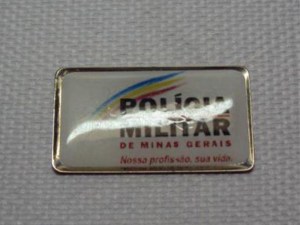 POLÍCIA
MILITAR
DE MINAS GERAIS
Nossa profissão, sua vida.